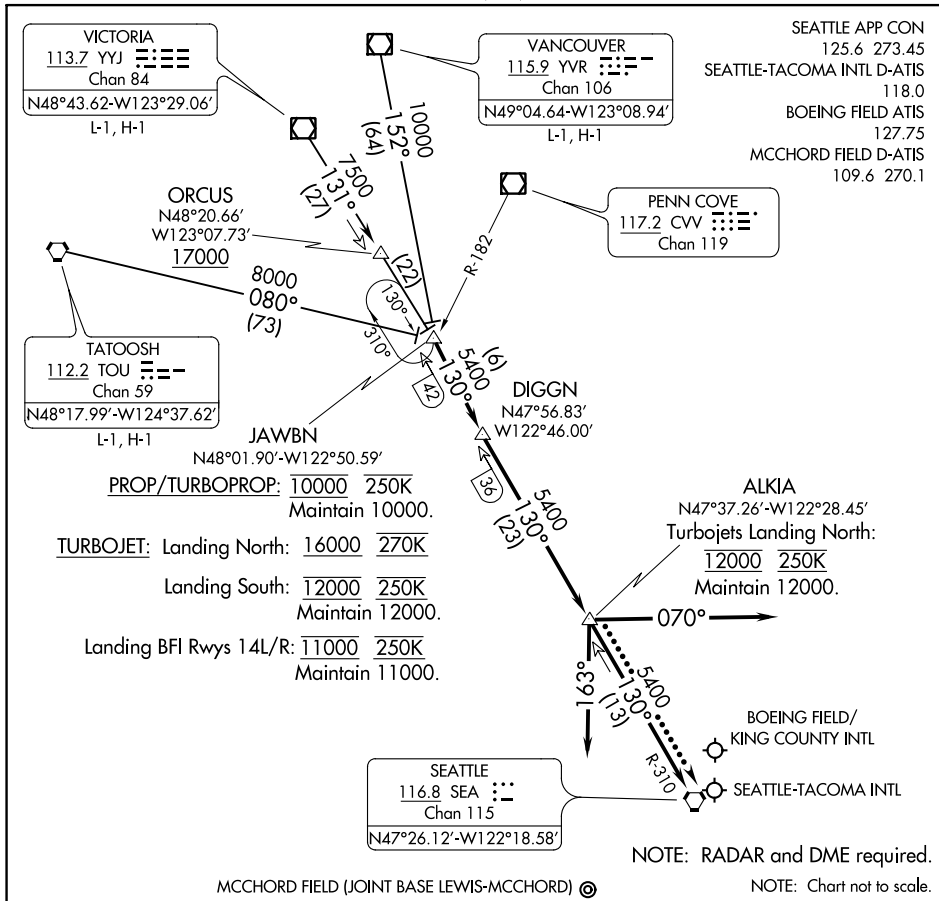 SEATTLE APP CON
125.6 273.45
SEATTLE-TACOMA INTL D-ATIS
118.0
BOEING FIELD ATIS
127.75
MCCHORD FIELD D-ATIS
109.6 270.1
VICTORIA
113.7 YYJ
Chan 84
N48°43.62-W123°29.06’
L-1, H-1
VANCOUVER
115.9 YVR
Chan 106
N49°04.64-W123°08.94’
L-1, H-1
10000
152°
(64)
7500
131°
(27)
ORCUS
N48°20.66’
W123°07.73’
17000
PENN COVE
117.2 CVV
Chan 119
R-182
8000
080°
(73)
(22)
130°
310°
TATOOSH
112.2 TOU
Chan 59
N48°17.99’-W124°37.62’
L-1, H-1
(6)
5400
130°
42
DIGGN
N47°56.83’
W122°46.00’
36
JAWBN
N48°01.90’-W122°50.59’
PROP/TURBOPROP: 10000 250K
Maintain 10000.
TURBOJET: Landing North: 16000 270K
Landing South: 12000 250K
Maintain 12000.
Landing BFI Rwys 14L/R: 11000 250K
Maintain 11000.
5400
130°
(23)
ALKIA
N47°37.26’-W122°28.45’
Turbojets Landing North:
12000 250K
Maintain 12000.
070°
163°
5400
130°
(13)
R-310
BOEING FIELD/
KING COUNTY INTL
SEATTLE-TACOMA INTL
SEATTLE
116.8 SEA
Chan 115
N47°26.12’-W122°18.58’
NOTE: RADAR and DME required.
MCCHORD FIELD (JOINT BASE LEWIS-MCCHORD)
NOTE: Chart not to scale.